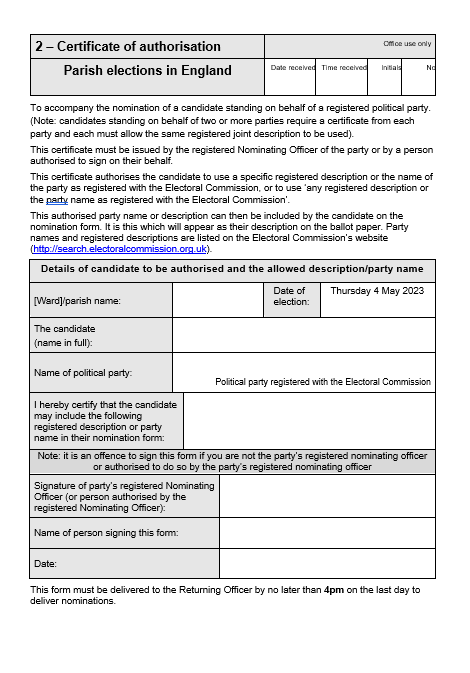 2 – Certificate of authorisation
Office use only
Parish elections in England
Date received
Time received
Initials
No
To accompany the nomination of a candidate standing on behalf of a registered political party.
(Note: candidates standing on behalf of two or more parties require a certificate from each
party and each must allow the same registered joint description to be used).
This certificate must be issued by the registered Nominating Officer of the party or by a person
authorised to sign on their behalf.
This certificate authorises the candidate to use a specific registered description or the name of
the party as registered with the Electoral Commission, or to use 'any registered description or
the party name as registered with the Electoral Commission'.
This authorised party name or description can then be included by the candidate on the
nomination form. It is this which will appear as their description on the ballot paper. Party
names and registered descriptions are listed on the Electoral Commission's website
(http://search.electoralcommission.org.uk).
Details of candidate to be authorised and the allowed description/party name
[Ward]/parish name:
Date of
election:
Thursday 4 May 2023
The candidate
(name in full):
Name of political party:
Political party registered with the Electoral Commission
I hereby certify that the candidate
may include the following
registered description or party
name in their nomination form:
Note: it is an offence to sign this form if you are not the party's registered nominating officer
or authorised to do so by the party's registered nominating officer
Signature of party's registered Nominating
Officer (or person authorised by the
registered Nominating Officer):
Name of person signing this form:
Date:
This form must be delivered to the Returning Officer by no later than 4pm on the last day to
deliver nominations.